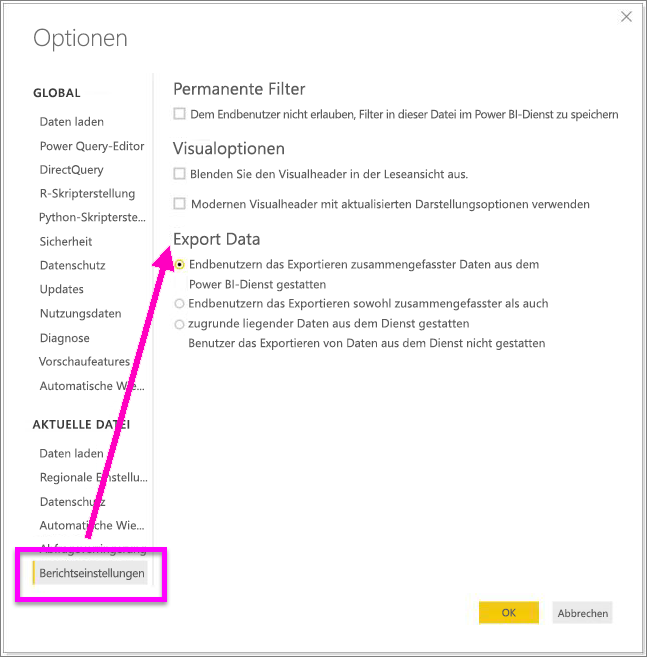 Optionen
GLOBAL
Daten laden
Power Query-Editor
DirectQuery
R-Skripterstellung
Python-Skripterste...
Sicherheit
Datenschutz
Updates
Nutzungsdaten
Diagnose
Vorschaufeatures
Automatische Wie...
AKTUELLE DATEI
Daten laden
Regionale Einstellu...
Datenschutz
Automatische Wie...
Abfrageverringerung
Berichtseinstellungen
Permanente Filter
Dem Endbenutzer nicht erlauben, Filter in dieser Datei im Power BI-Dienst zu speichern
Visualoptionen
Blenden Sie den Visualheader in der Leseansicht aus.
Modernen Visualheader mit aktualisierten Darstellungsoptionen verwenden
Export Data
Endbenutzern das Exportieren zusammengefasster Daten aus dem
Power BI-Dienst gestatten
Endbenutzern das Exportieren sowohl zusammengefasster als auch
zugrunde liegender Daten aus dem Dienst gestatten
Benutzer das Exportieren von Daten aus dem Dienst nicht gestatten
OK
Abbrechen